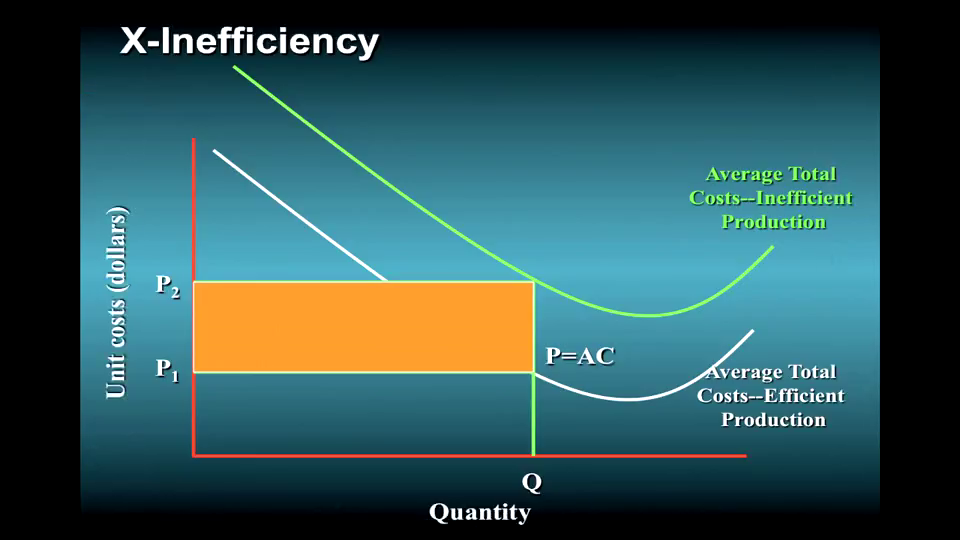 X-Inefficiency
Average Total
Costs--Inefficient
Production
Unit costs (dollars)
P2
P1
P=AC
Average Total
Costs--Efficient
Production
Q
Quantity